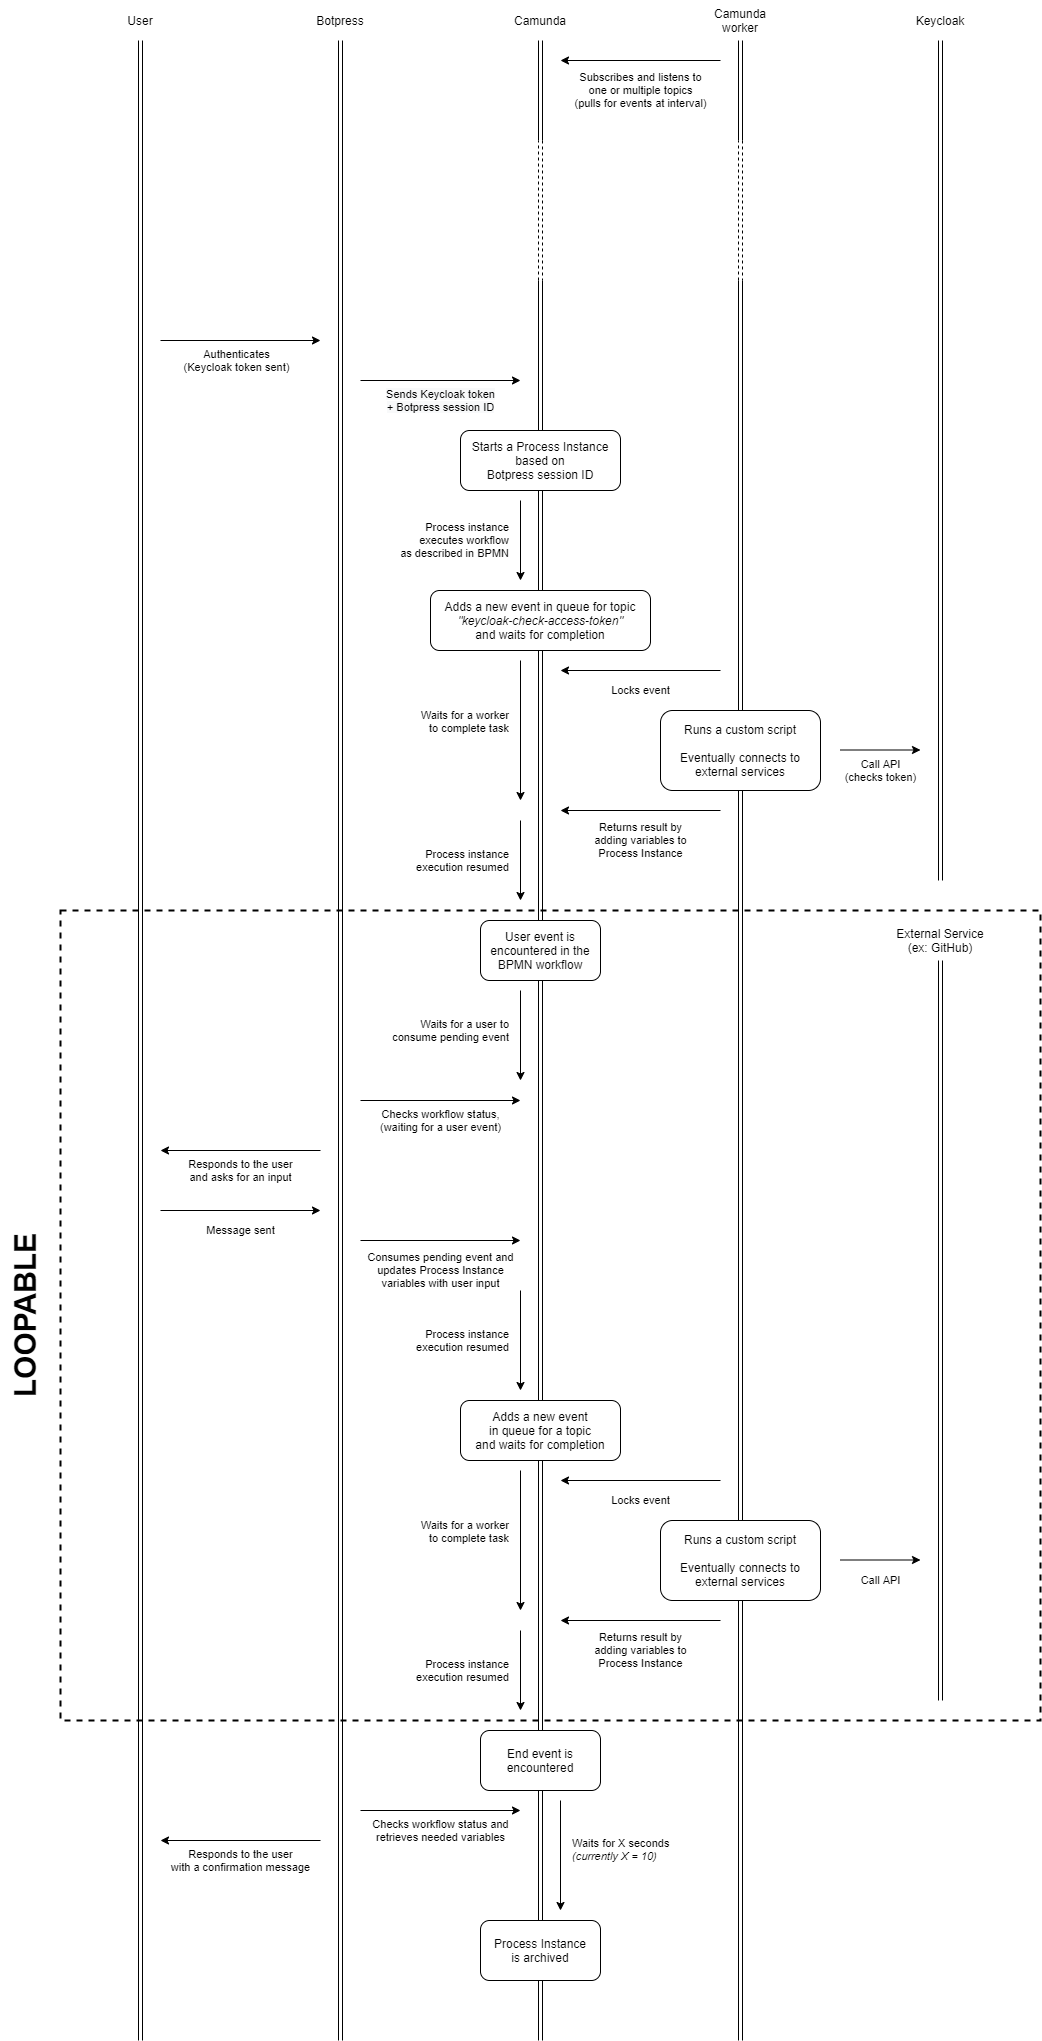 User
Botpress
Camunda
Camunda
worker
Keycloak
Subscribes and listens to
one or multiple topics
(pulls for events at interval)
Authenticates
(Keycloak token sent)
Sends Keycloak token
+ Botpress session ID
Starts a Process Instance
based on
Botpress session ID
Process instance
executes workflow
as described in BPMN
Adds a new event in queue for topic
"keycloak-check-access-token"
and waits for completion
Locks event
Waits for a worker
to complete task
Runs a custom script
Eventually connects to
external services
Call API
(checks token)
Returns result by
adding variables to
Process Instance
Process instance
execution resumed
LOOPABLE
User event is
encountered in the
BPMN workflow
External Service
(ex: GitHub)
Waits for a user to
consume pending event
Checks workflow status,
(waiting for a user event)
Responds to the user
and asks for an input
Message sent
Consumes pending event and
updates Process Instance
variables with user input
Process instance
execution resumed
Adds a new event
in queue for a topic
and waits for completion
Locks event
Waits for a worker
to complete task
Runs a custom script
Eventually connects to
external services
Call API
Returns result by
adding variables to
Process Instance
Process instance
execution resumed
End event is
encountered
Checks workflow status and
retrieves needed variables
Waits for X seconds
(currently X = 10)
Responds to the user
with a confirmation message
Process Instance
is archived